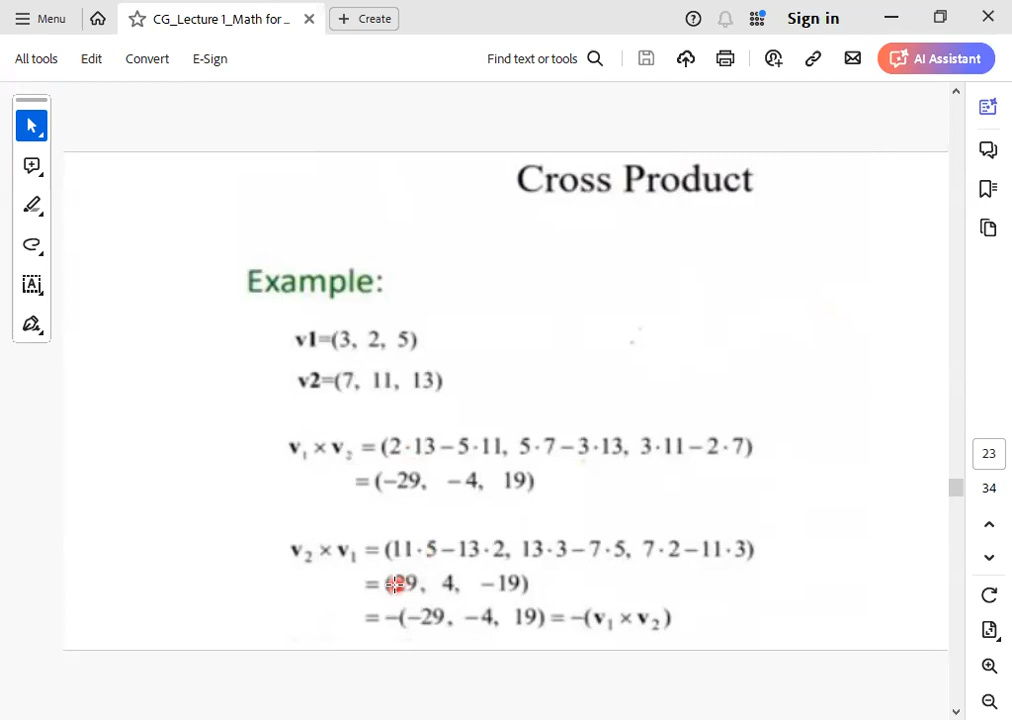 Menu CG_Lecture 1_Math for ... Create Sign in
All tools Edit Convert E-Sign Find text or tools AI Assistant
Cross Product
Example:
v1=(3, 2, 5)
v2=(7, 11, 13)
v₁ × v₂ = (2·13−5·11, 5·7−3·13, 3·11−2·7)
= (−29, −4, 19)
v₂ × v₁ = (11·5−13·2, 13·3−7·5, 7·2−11·3)
= (29, 4, −19)
= −(−29, −4, 19) = −(v₁ × v₂)
23
34